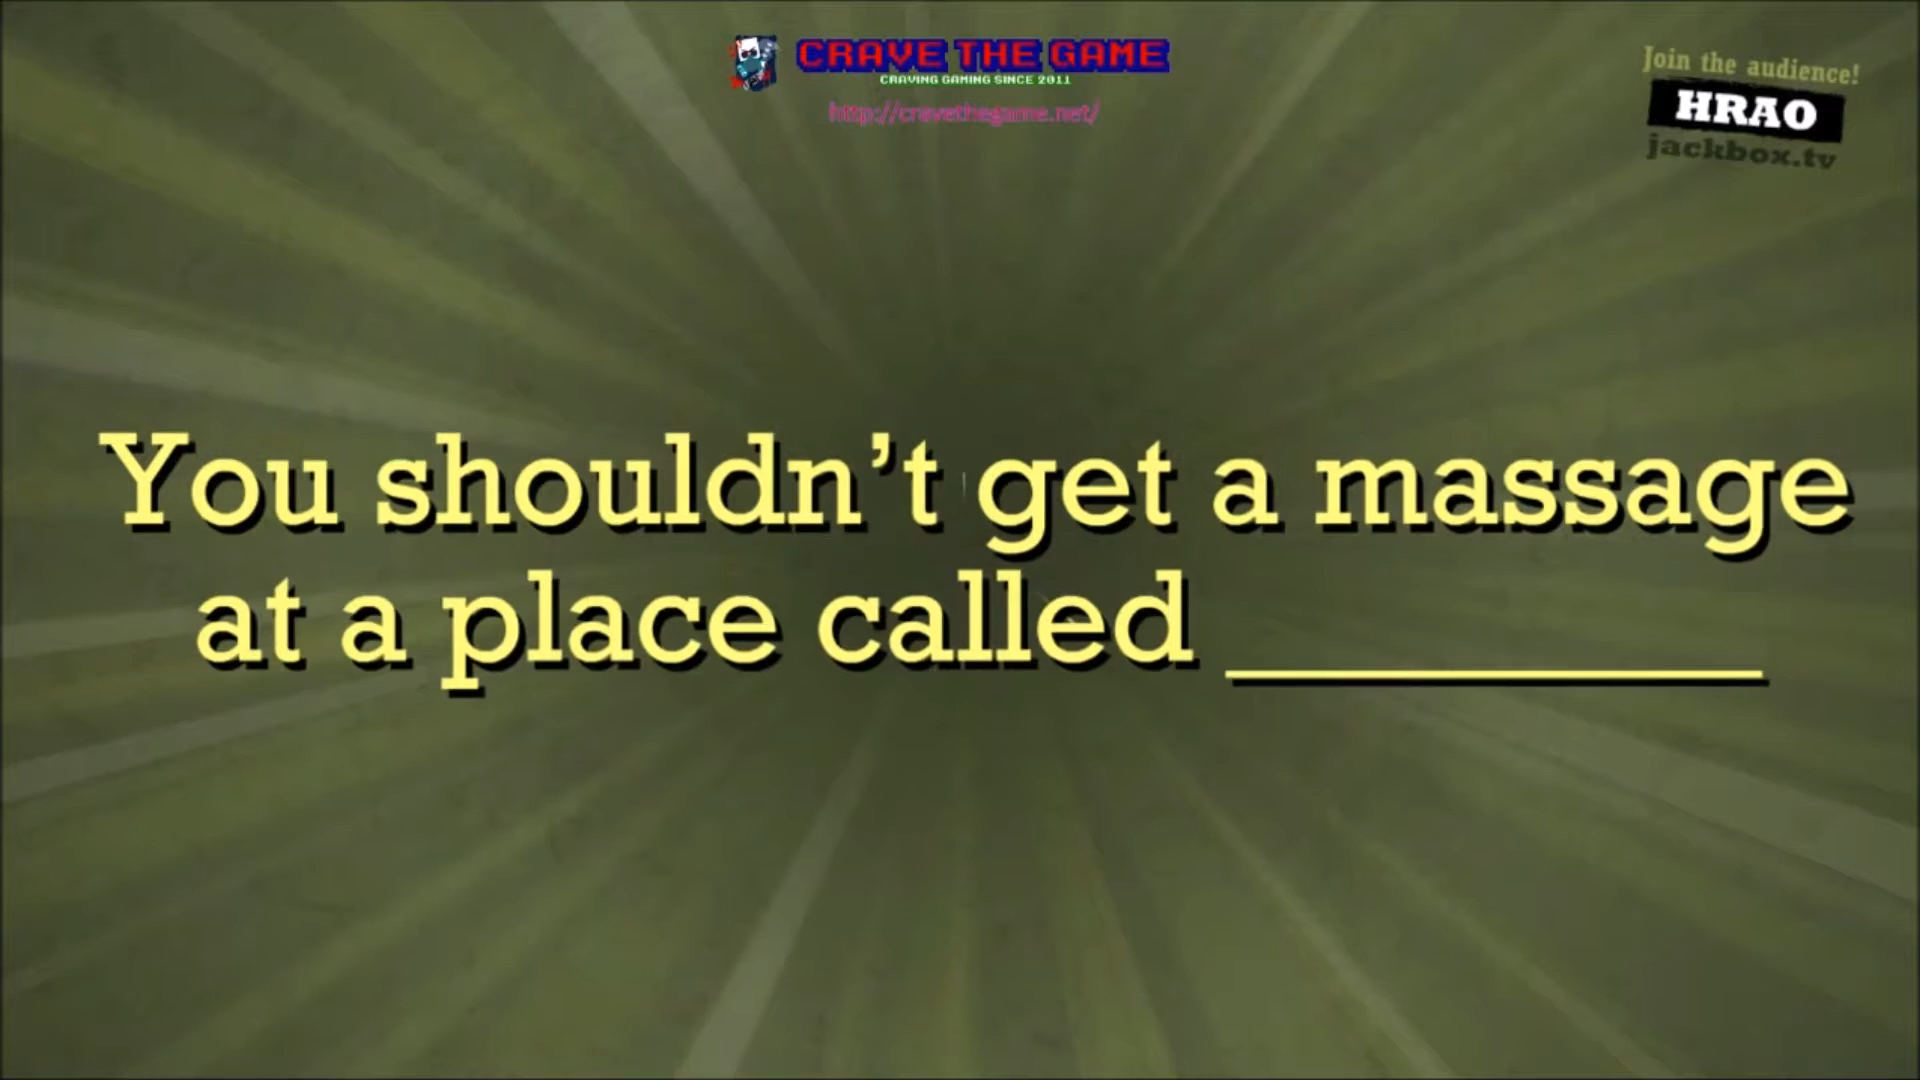 CRAVE THE GAME
CRAVING GAMING SINCE 2011
http://cravethegame.net/
Join the audience!
HRAO
jackbox.tv
You shouldn’t get a massage
at a place called __________